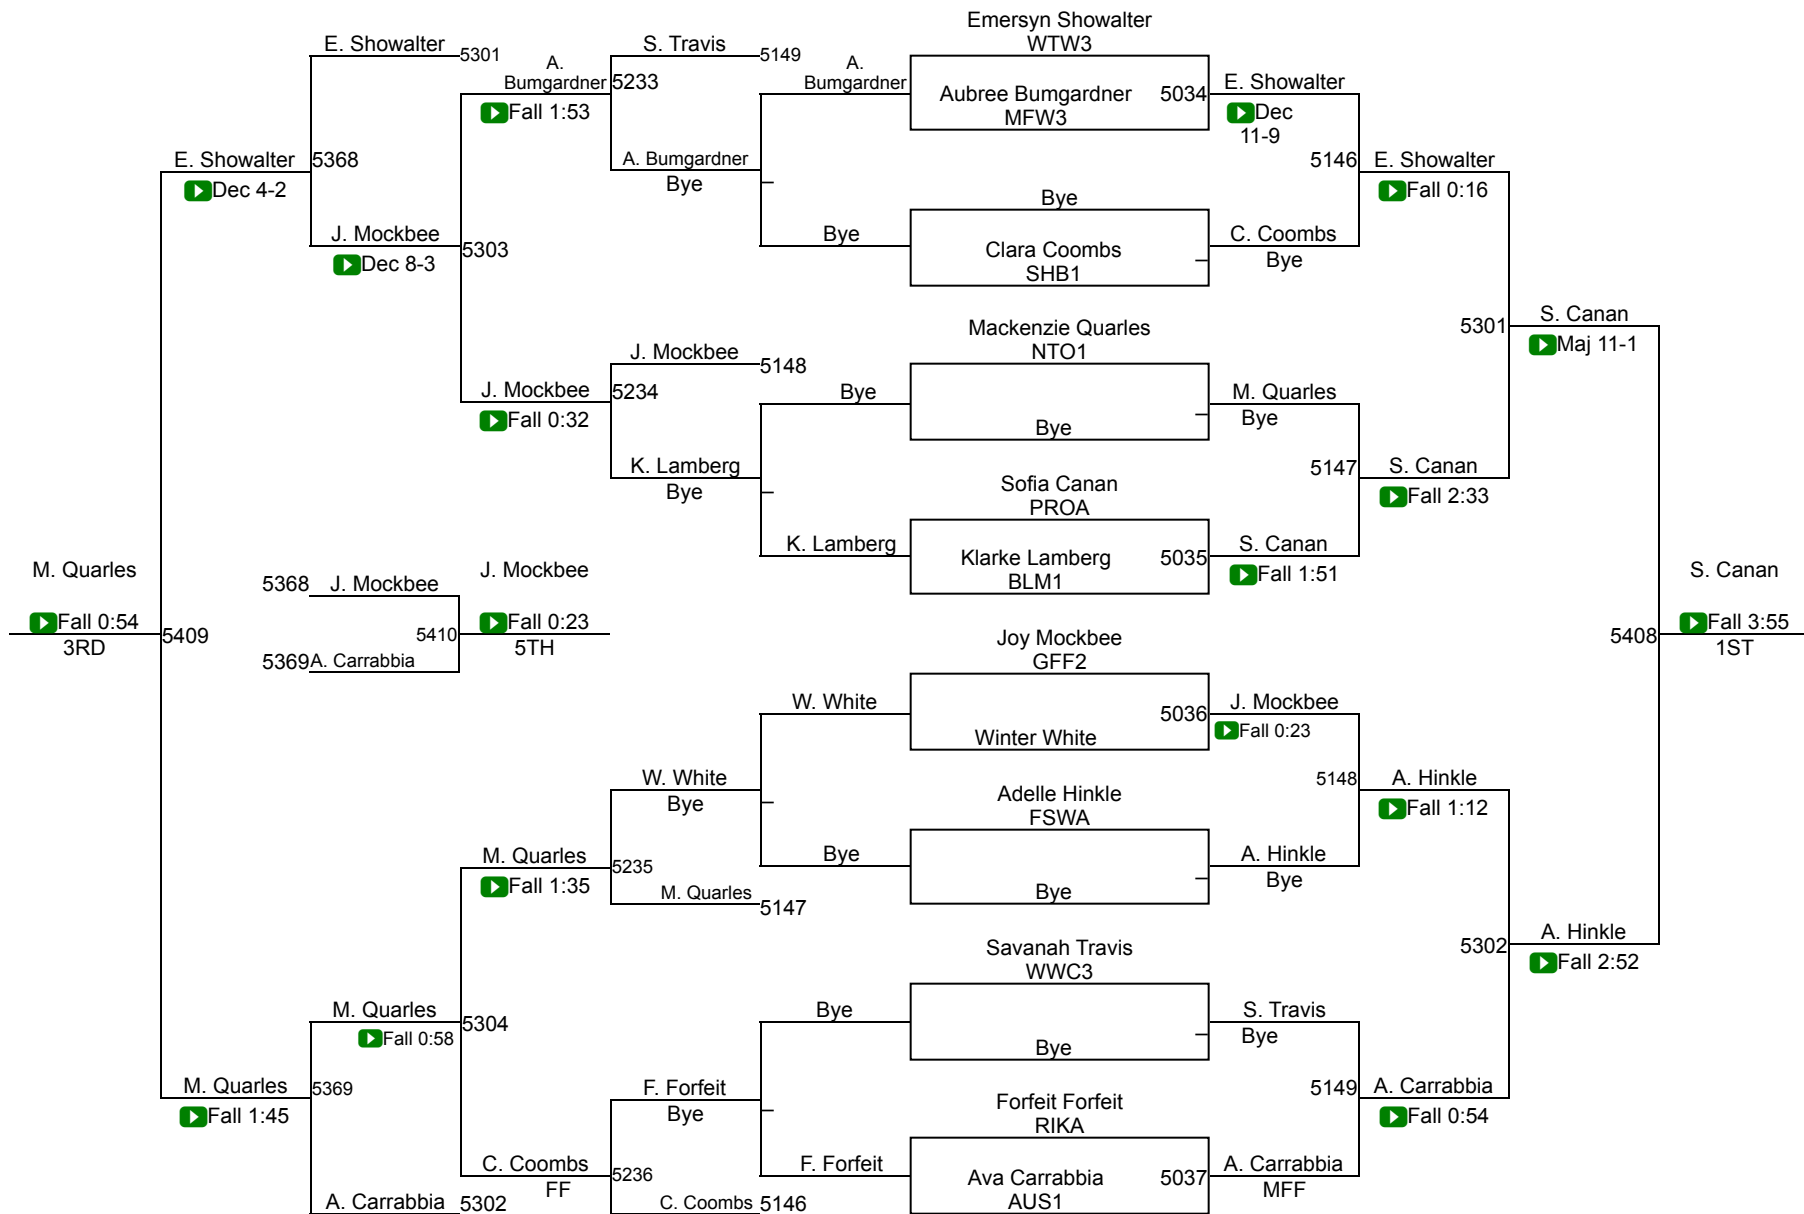 Emersyn Showalter
WTW3
E. Showalter
5301
S. Travis
5149
A.
Bumgardner
5233
A.
Bumgardner
Aubree Bumgardner
MFW3
5034
E. Showalter
Fall 1:53
Dec
11-9
E. Showalter
5368
A. Bumgardner
Bye
5146
E. Showalter
Dec 4-2
Fall 0:16
Bye
J. Mockbee
5303
Bye
Clara Coombs
SHB1
C. Coombs
Bye
Dec 8-3
Mackenzie Quarles
NTO1
5301
S. Canan
Maj 11-1
J. Mockbee
5148
J. Mockbee
5234
Fall 0:32
Bye
Bye
M. Quarles
Bye
K. Lamberg
Bye
Sofia Canan
PROA
5147
S. Canan
Fall 2:33
K. Lamberg
Klarke Lamberg
BLM1
5035
S. Canan
Fall 1:51
M. Quarles
Fall 0:54
3RD
5409
5368
J. Mockbee
5410
5369
A. Carrabbia
J. Mockbee
Fall 0:23
5TH
S. Canan
5408
Fall 3:55
1ST
Joy Mockbee
GFF2
W. White
Winter White
5036
J. Mockbee
Fall 0:23
W. White
Bye
Adelle Hinkle
FSWA
5148
A. Hinkle
Fall 1:12
M. Quarles
5235
Fall 1:35
Bye
Bye
A. Hinkle
Bye
M. Quarles
5147
Savanah Travis
WWC3
5302
A. Hinkle
Fall 2:52
M. Quarles
5304
Fall 0:58
Bye
Bye
S. Travis
Bye
M. Quarles
5369
Fall 1:45
F. Forfeit
Bye
Forfeit Forfeit
RIKA
5149
A. Carrabbia
Fall 0:54
C. Coombs
FF
5236
F. Forfeit
Ava Carrabbia
AUS1
5037
A. Carrabbia
MFF
A. Carrabbia
5302
C. Coombs
5146